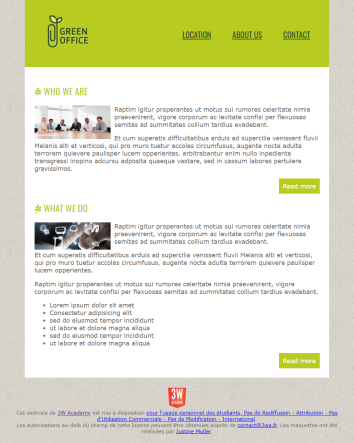 GREEN
OFFICE
LOCATION ABOUT US CONTACT
WHO WE ARE
Raptim igitur properantes ut motus sui rumores celeritate nimia
praevenirent, vigore corporum ac levitate confisi per flexuosas
semitas ad summitates collium tardius evadebant.
Et cum superatis difficultatibus arduis ad supercilia venissent fluvii
Melanis alti et verticosi, qui pro muro tuetur accolas circumfusus, augente nocte adulta
terrorem quievere paulisper lucem opperientes. arbitrabantur enim nullo inpediente
transgressi inopino adcursu adposita quaeque vastare, sed in cassum labores pertulere
gravissimos.
Read more
WHAT WE DO
Raptim igitur properantes ut motus sui rumores celeritate nimia
praevenirent, vigore corporum ac levitate confisi per flexuosas
semitas ad summitates collium tardius evadebant.
Et cum superatis difficultatibus arduis ad supercilia venissent fluvii Melanis alti et verticosi,
qui pro muro tuetur accolas circumfusus, augente nocte adulta terrorem quievere paulisper
lucem opperientes.
Raptim igitur properantes ut motus sui rumores celeritate nimia praevenirent, vigore
corporum ac levitate confisi per flexuosas semitas ad summitates collium tardius evadebant.
• Lorem ipsum dolor sit amet
• Consectetur adipisicing elit
• sed do eiusmod tempor incididunt
• ut labore et dolore magna aliqua
• sed do eiusmod tempor incididunt
• ut labore et dolore magna aliqua
Read more
3W
ACADEMY
Cet exercice de 3W Academy est mis à disposition pour l'usage personnel des étudiants. Pas de Rediffusion - Attribution - Pas
d'Utilisation Commerciale - Pas de Modification - International.
Les autorisations au-delà du champ de cette licence peuvent être obtenues auprès de contact@3wa.fr. Les maquettes ont été
réalisées par Justine Muller.